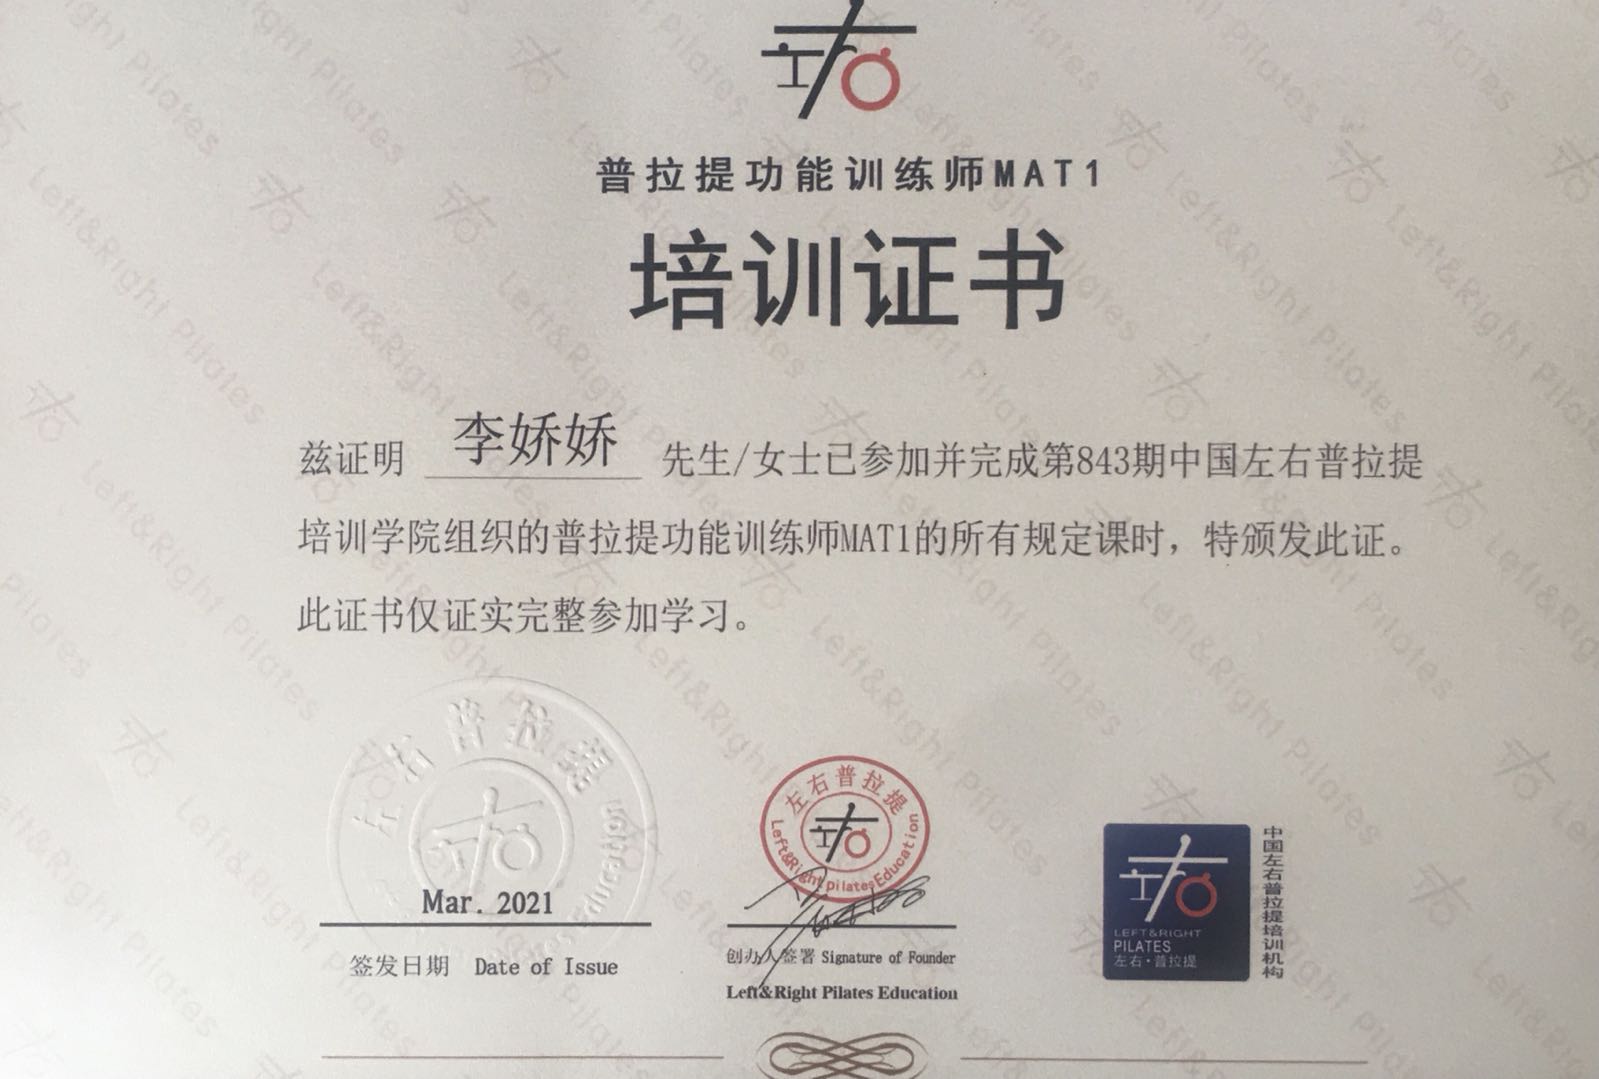 普拉提功能训练师MAT1
培训证书
兹证明 李娇娇 先生/女士已参加并完成第843期中国左右普拉提
培训学院组织的普拉提功能训练师MAT1的所有规定课时，特颁发此证。
此证书仅证实完整参加学习。
左右普拉提
Mar. 2021
签发日期 Date of Issue
左右普拉提
Left&Right pilates Education
创办人签署 Signature of Founder
Left&Right Pilates Education
LEFT&RIGHT
PILATES
左右·普拉提
中国左右普拉提培训机构
Left&Right Pilates